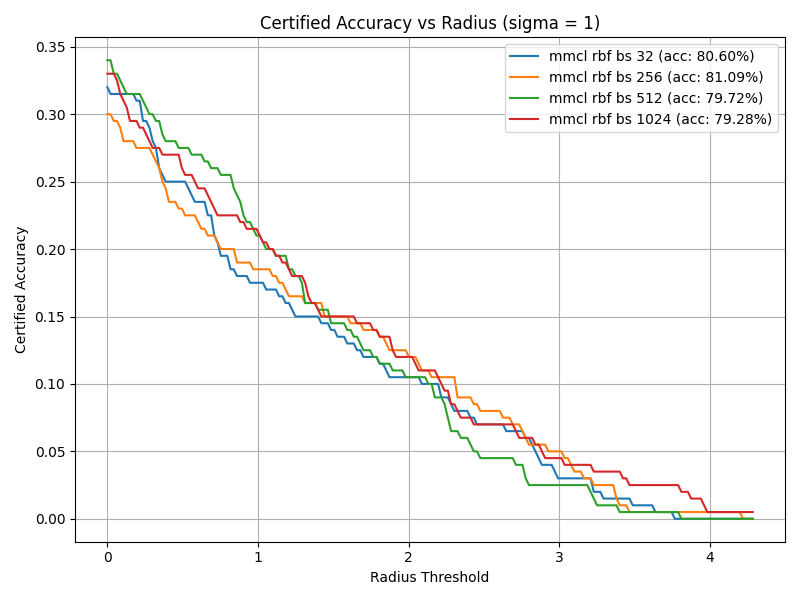 Certified Accuracy vs Radius (sigma = 1)
mmcl rbf bs 32 (acc: 80.60%)
mmcl rbf bs 256 (acc: 81.09%)
mmcl rbf bs 512 (acc: 79.72%)
mmcl rbf bs 1024 (acc: 79.28%)
Certified Accuracy
0.35
0.30
0.25
0.20
0.15
0.10
0.05
0.00
0 1 2 3 4
Radius Threshold